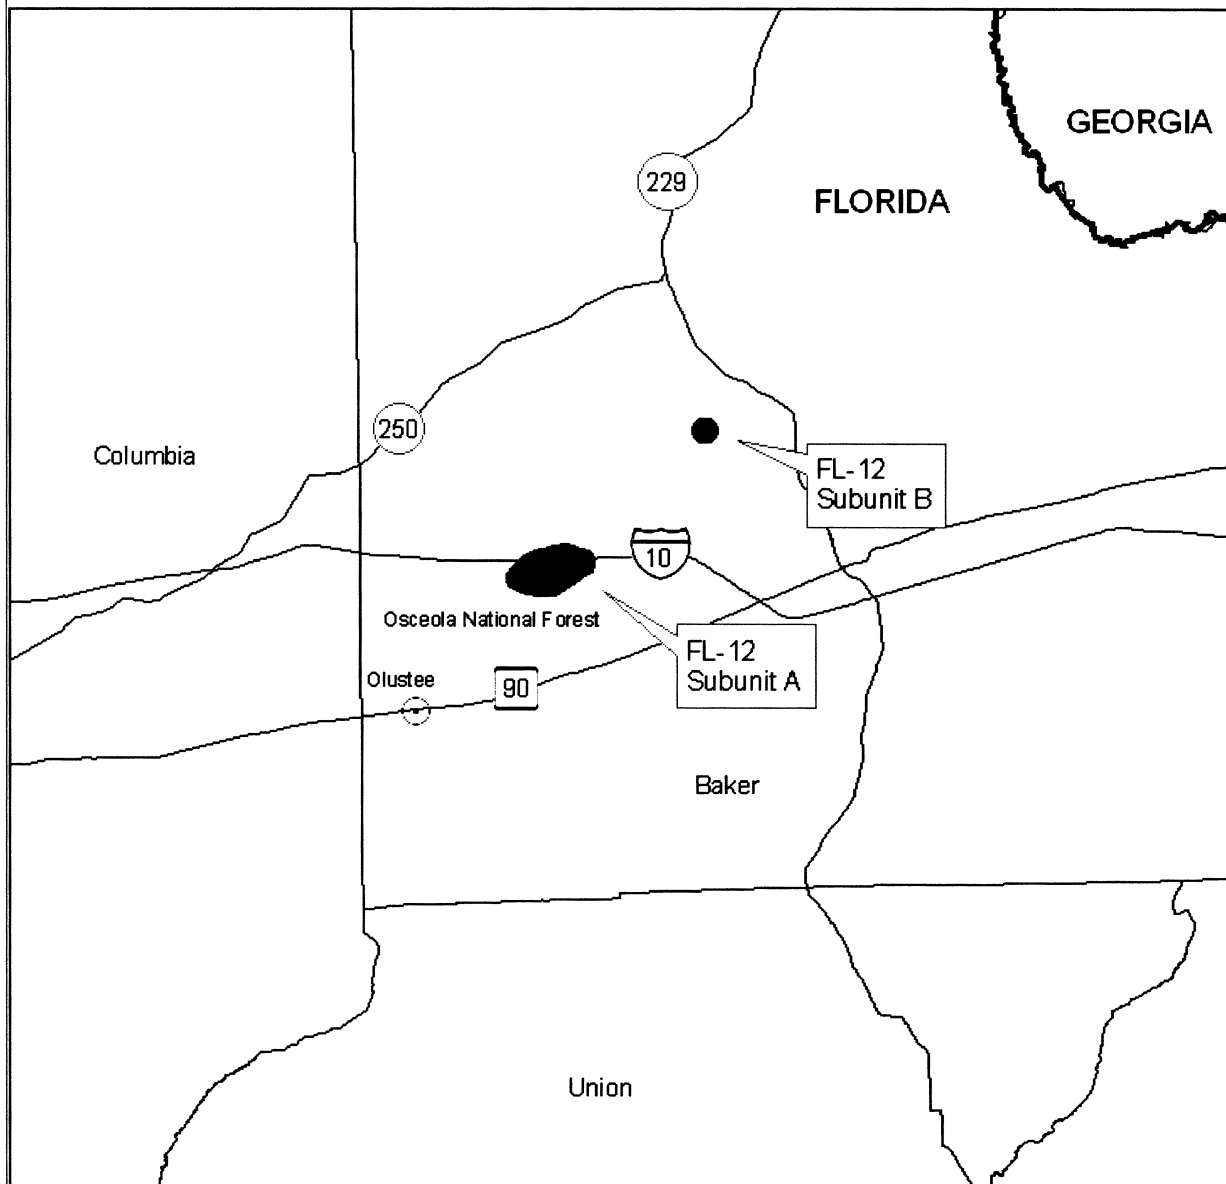 GEORGIA
229
FLORIDA
250
Columbia
FL-12
Subunit B
10
Osceola National Forest
FL-12
Subunit A
Olustee
90
Baker
Union